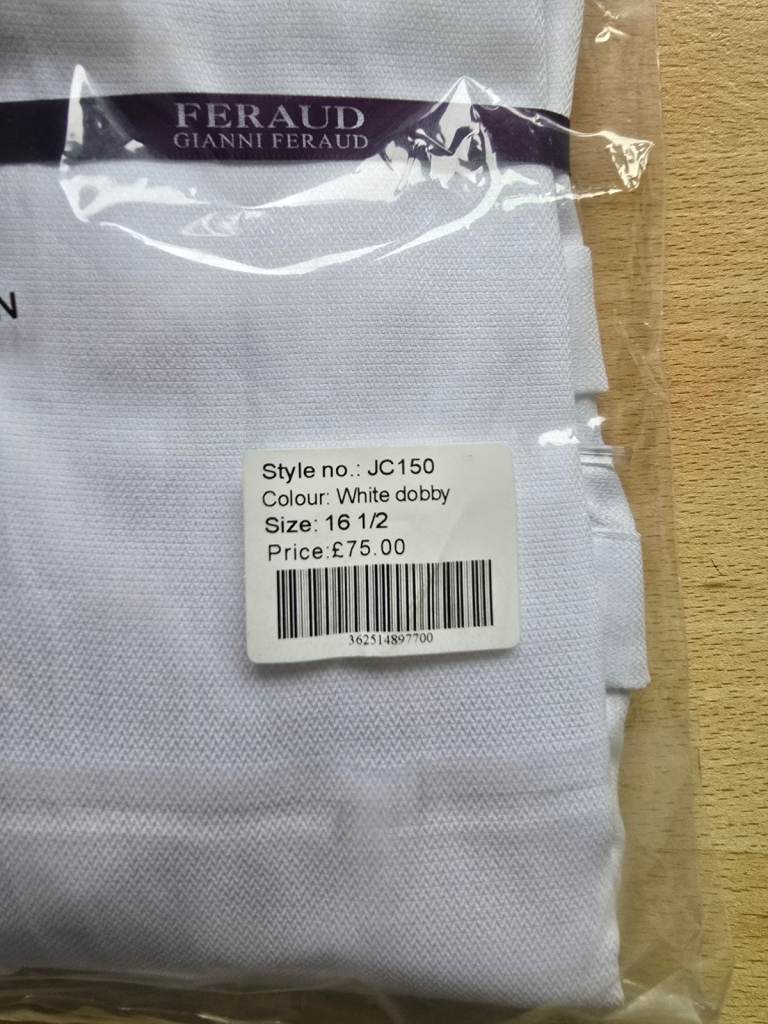 FERAUD
GIANNI FERAUD
N
Style no.: JC150
Colour: White dobby
Size: 16 1/2
Price:£75.00
362514897700